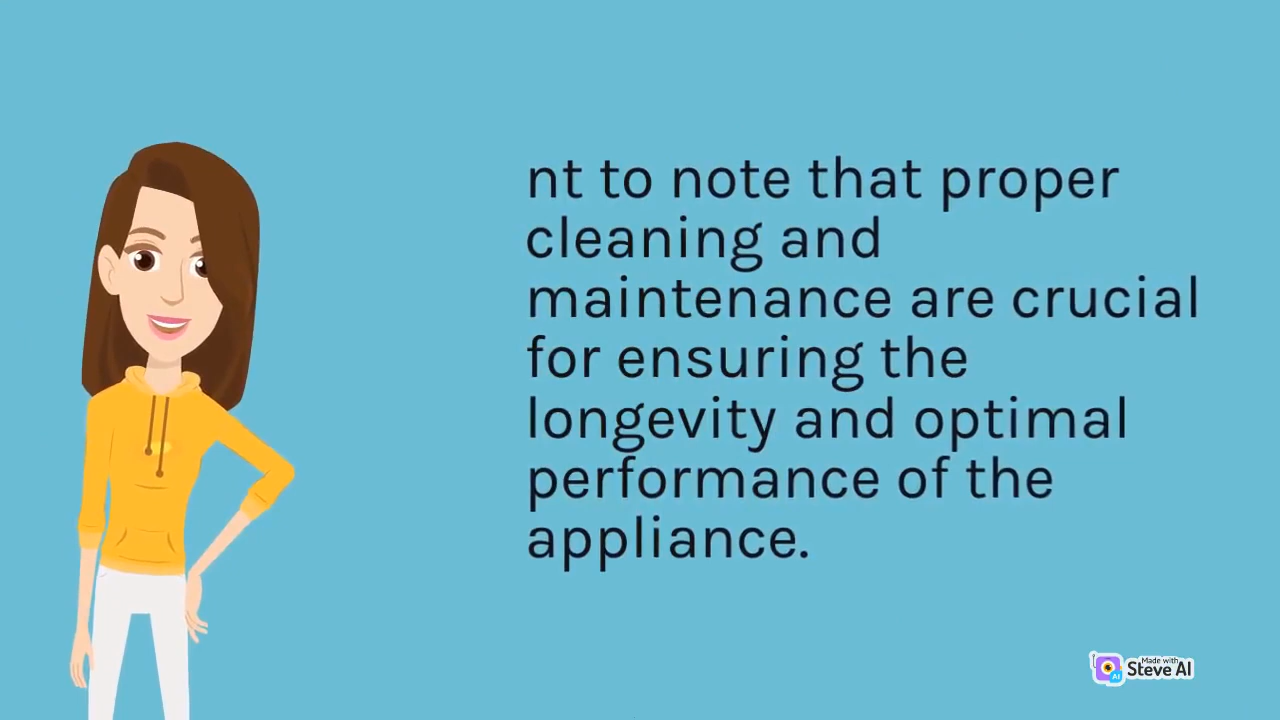 nt to note that proper
cleaning and
maintenance are crucial
for ensuring the
longevity and optimal
performance of the
appliance.
Made with
Steve AI
AI